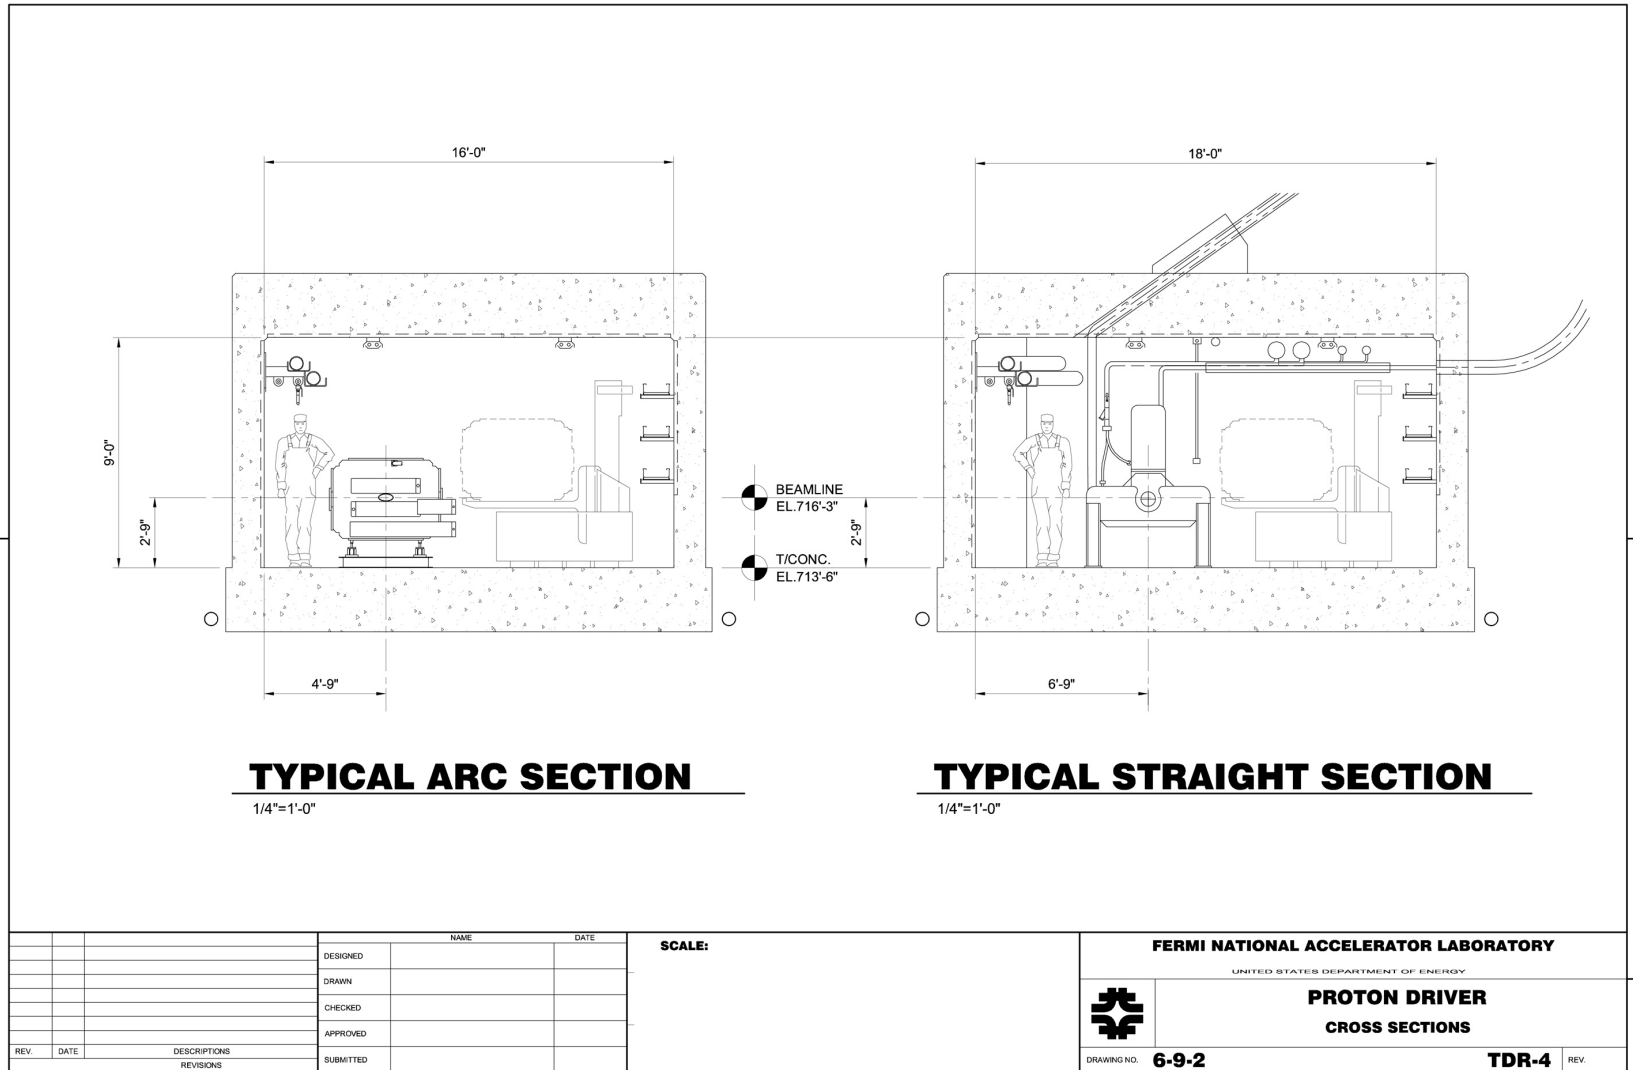 16'-0"
18'-0"
9'-0"
2'-9"
BEAMLINE
EL.716'-3"
2'-9"
T/CONC.
EL.713'-6"
4'-9"
6'-9"
TYPICAL ARC SECTION
1/4"=1'-0"
TYPICAL STRAIGHT SECTION
1/4"=1'-0"
NAME
DATE
DESIGNED
DRAWN
CHECKED
APPROVED
SUBMITTED
REV.
DATE
DESCRIPTIONS
REVISIONS
SCALE:
FERMI NATIONAL ACCELERATOR LABORATORY
UNITED STATES DEPARTMENT OF ENERGY
PROTON DRIVER
CROSS SECTIONS
DRAWING NO. 6-9-2 TDR-4 REV.